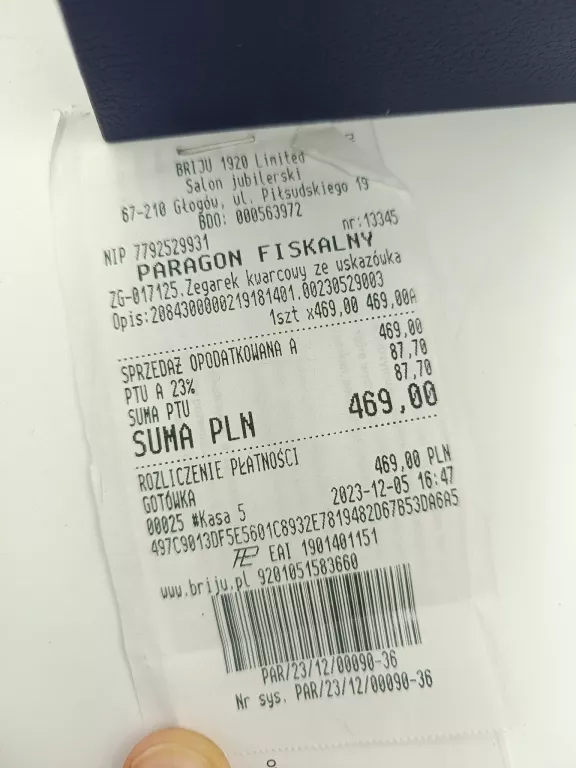 BRIJU 1920 Limited
Salon jubilerski
67-210 Głogów, ul. Piłsudskiego 19
BDO: 000563972
NIP 7792529931 nr:13345
PARAGON FISKALNY
ZG-017125.Zegarek kwarcowy ze wskazówka
Opis:2084300000219181401.00230529003
1szt x469,00 469,00A
SPRZEDAŻ OPODATKOWANA A 469,00
PTU A 23% 87,70
SUMA PTU 87,70
SUMA PLN 469,00
ROZLICZENIE PŁATNOŚCI
GOTÓWKA 469,00 PLN
00025 #Kasa 5 2023-12-05 16:47
497C9013DF5E5601C8932E7819482D67B53DA6A5
EAI 1901401151
www.briju.pl 9201051583660
PAR/23/12/00090-36
Nr sys. PAR/23/12/00090-36